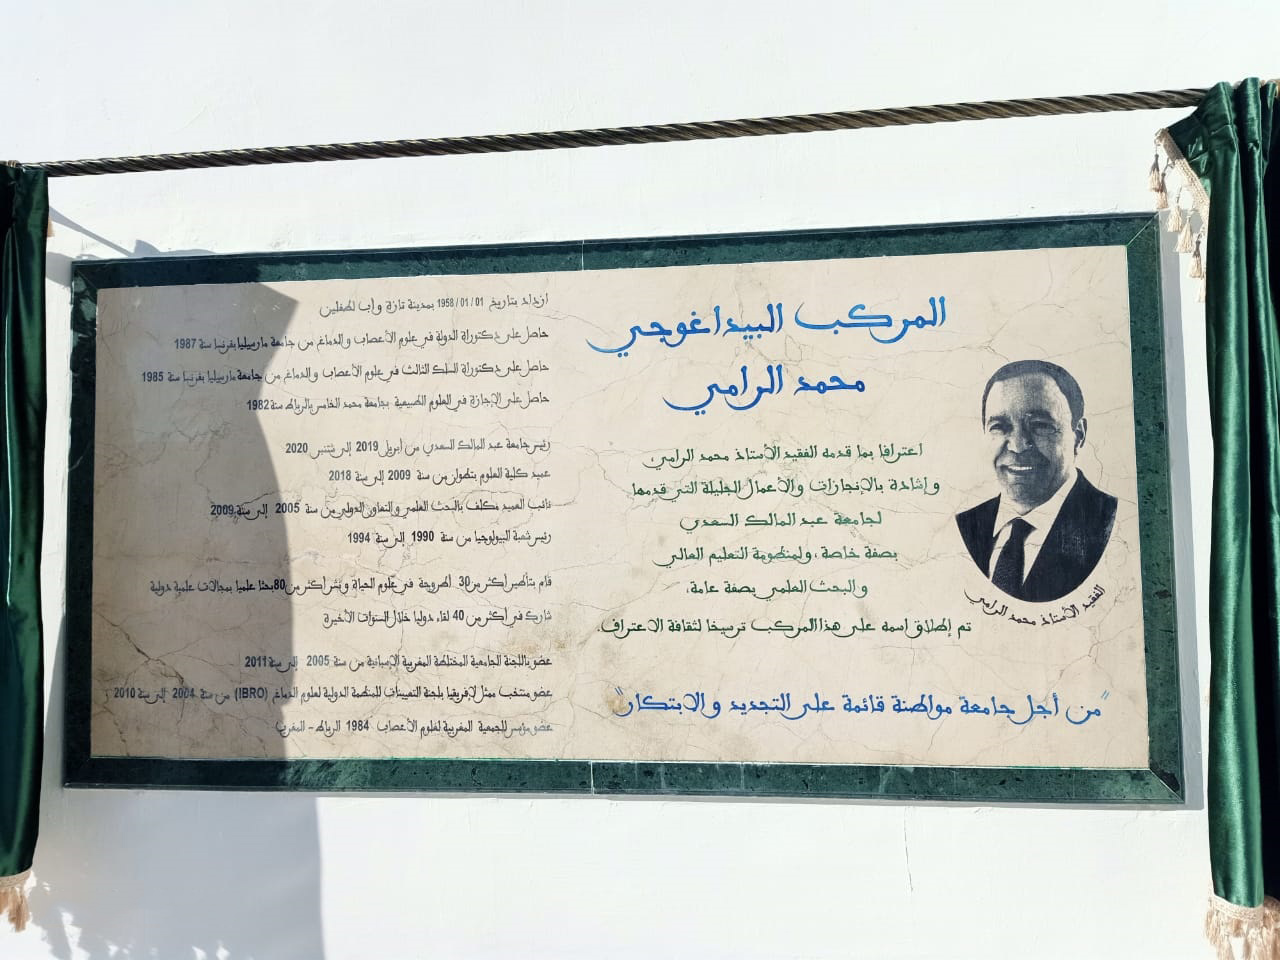 المركب البيداغوجي
محمد الرامي
اعترافا بما قدمه الفقيد الأستاذ محمد الرامي،
وإشادة بالإنجازات والأعمال الجليلة التي قدمها
لجامعة عبد المالك السعدي
بصفة خاصة، ولمنظومة التعليم العالي
والبحث العلمي بصفة عامة،
تم إطلاق اسمه على هذا المركب ترسيخا لثقافة الاعتراف.
"من أجل جامعة مواطنة قائمة على التجديد والابتكار"
الفقيد الأستاذ محمد الرامي
ازداد بتاريخ 01 / 01 / 1958 بمدينة تازة وأب لطفلين
حاصل على دكتوراة الدولة في علوم الأعصاب والدماغ من جامعة مارسيليا بفرنسا سنة 1987
حاصل على دكتوراة السلك الثالث في علوم الأعصاب والدماغ من جامعة مارسيليا بفرنسا سنة 1985
حاصل على الإجازة في العلوم الطبيعية بجامعة محمد الخامس بالرباط سنة 1982
رئيس جامعة عبد المالك السعدي من أبريل 2019 إلى شتنبر 2020
عميد كلية العلوم بتطوان من سنة 2009 إلى سنة 2018
نائب العميد مكلف بالبحث العلمي والتعاون الدولي من سنة 2005 إلى سنة 2009
رئيس شعبة البيولوجيا من سنة 1990 إلى سنة 1994
قام بتأطير أكثر من 30 أطروحة في علوم الحياة ونشر أكثر من 80 بحثا علميا بمجالات علمية دولية
شارك في أكثر من 40 لقاء دوليا خلال السنوات الأخيرة
عضو باللجنة الجامعية المختلطة المغربية الإسبانية من سنة 2005 إلى سنة 2011
عضو منتخب ممثل لإفريقيا بلجنة التعيينات للمنظمة الدولية لعلوم الدماغ (IBRO) من سنة 2004 إلى سنة 2010
عضو مؤسس للجمعية المغربية لعلوم الأعصاب 1984 الرباط - المغرب